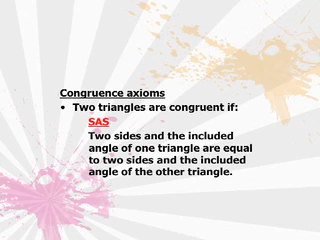 Congruence axioms
• Two triangles are congruent if:
SAS
Two sides and the included
angle of one triangle are equal
to two sides and the included
angle of the other triangle.